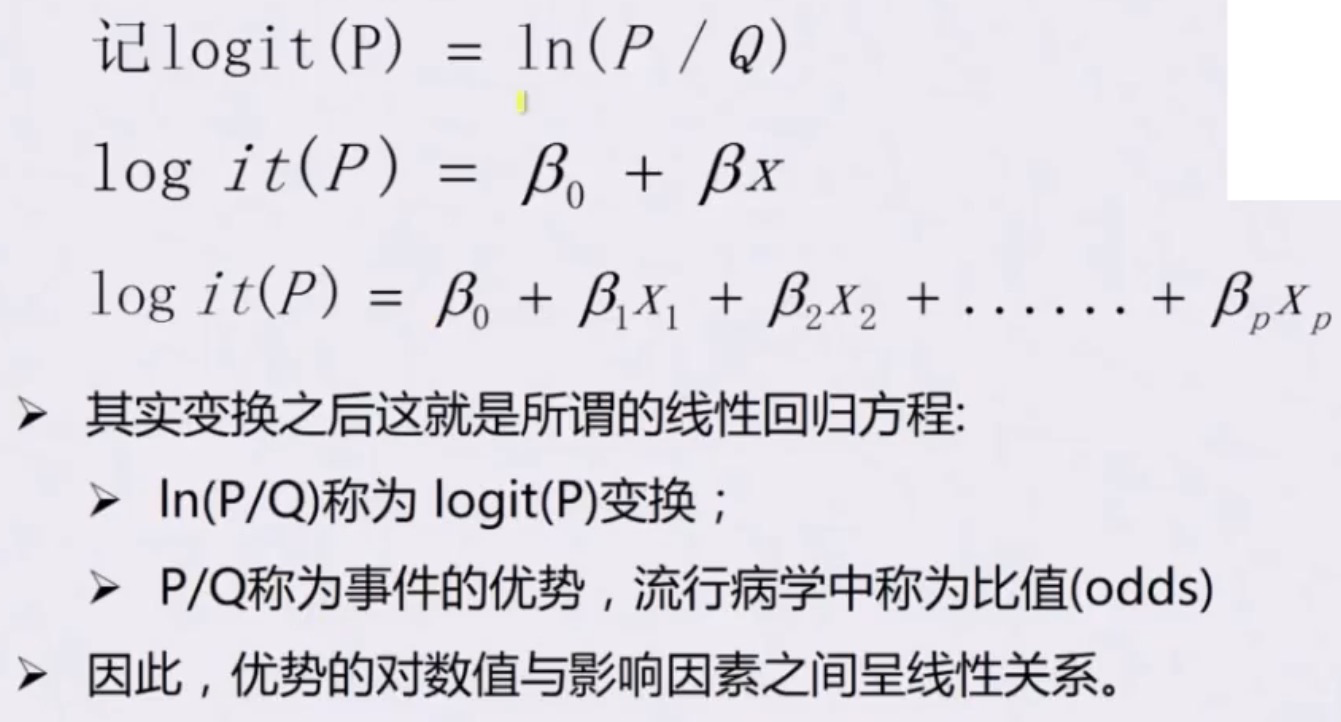 记logit(P) = ln(P / Q)
log it(P) = β₀ + βx
log it(P) = β₀ + β₁x₁ + β₂x₂ + ...... + βₚxₚ
➢ 其实变换之后这就是所谓的线性回归方程:
➢ ln(P/Q)称为 logit(P)变换；
➢ P/Q称为事件的优势，流行病学中称为比值(odds)
➢ 因此，优势的对数值与影响因素之间呈线性关系。